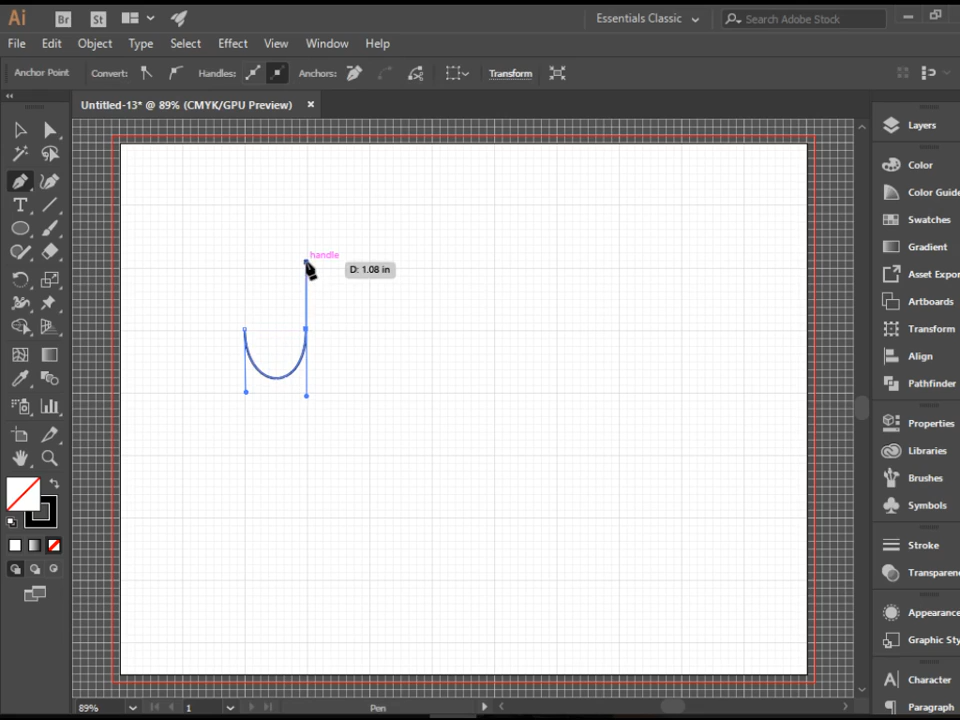 Ai Br St Essentials Classic Search Adobe Stock
File Edit Object Type Select Effect View Window Help
Anchor Point Convert: Handles: Anchors: Transform
Untitled-13* @ 89% (CMYK/GPU Preview) ×
Layers
Color
Color Guide
Swatches
Gradient
Asset Expor
Artboards
Transform
Align
Pathfinder
Properties
Libraries
Brushes
Symbols
Stroke
Transparen
Appearance
Graphic Sty
Character
Paragraph
handle
D: 1.08 in
89% 1 Pen